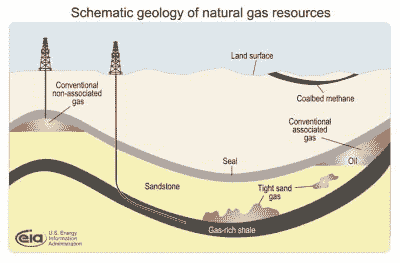 Schematic geology of natural gas resources
Land surface
Coalbed methane
Conventional
non-associated
gas
Conventional
associated
gas
Oil
Seal
Sandstone
Tight sand
gas
Gas-rich shale
eia
U.S. Energy
Information
Administration